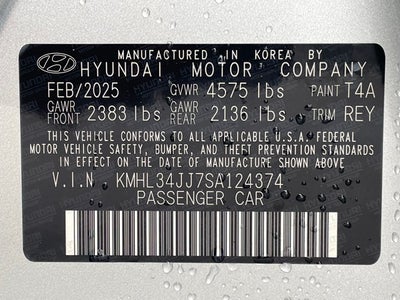 MANUFACTURED IN KOREA BY
HYUNDAI MOTOR COMPANY
FEB/2025 GVWR 4575 lbs PAINT T4A
GAWR FRONT 2383 lbs GAWR REAR 2136 lbs TRIM REY
THIS VEHICLE CONFORMS TO ALL APPLICABLE U.S.A. FEDERAL
MOTOR VEHICLE SAFETY, BUMPER, AND THEFT PREVENTION STANDARDS
IN EFFECT ON THE DATE OF MANUFACTURE SHOWN ABOVE.
V.I.N KMHL34JJ7SA124374
PASSENGER CAR